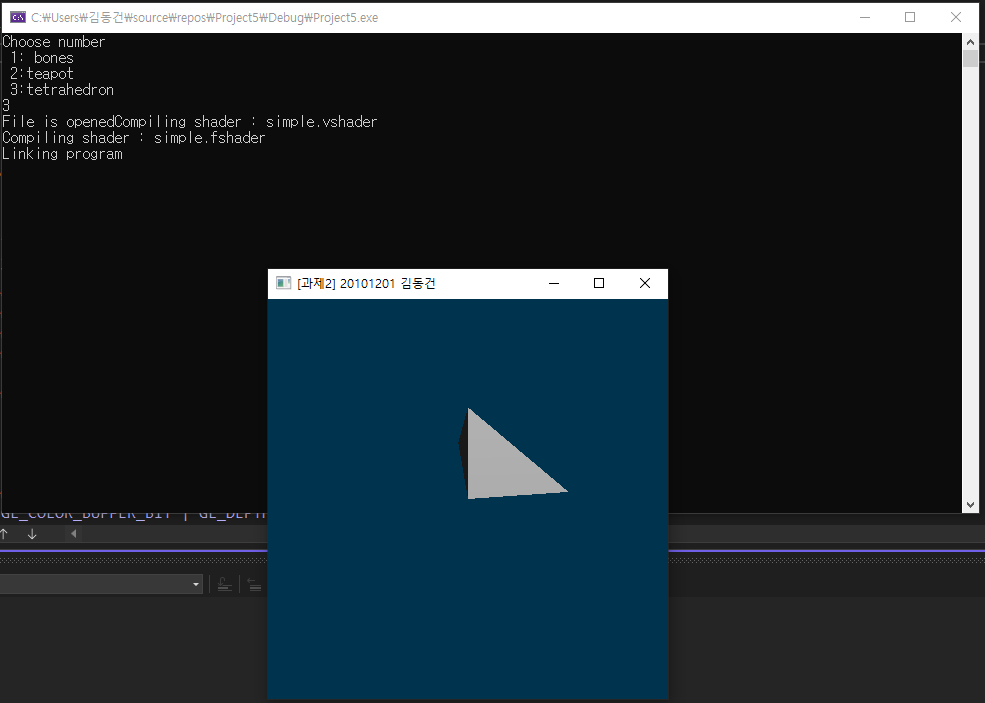 C:\Users\김동건\source\repos\Project5\Debug\Project5.exe
Choose number
1: bones
2:teapot
3:tetrahedron
3
File is openedCompiling shader : simple.vshader
Compiling shader : simple.fshader
Linking program
[과제2] 20101201 김동건
GL_COLOR_BUFFER_BIT | GL_DEPTH